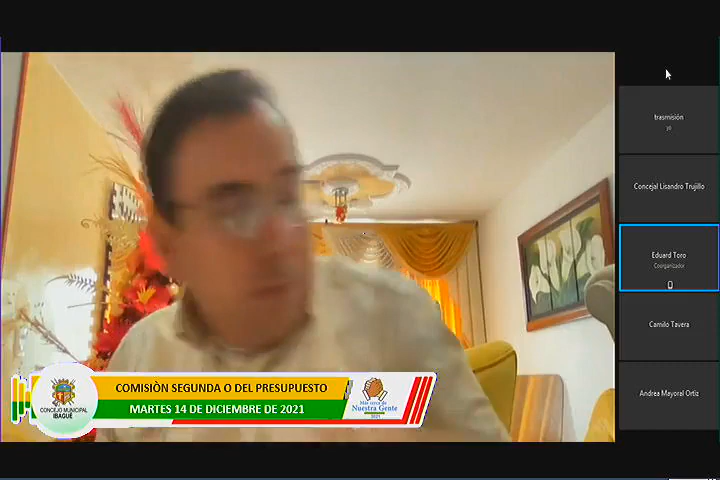 trasmisión
yo
Concejal Lisandro Trujillo
Eduard Toro
Coorganizador
Camilo Tavera
Andrea Mayoral Ortiz
COMISIÒN SEGUNDA O DEL PRESUPUESTO
MARTES 14 DE DICIEMBRE DE 2021
CONCEJO MUNICIPAL
IBAGUÉ
Más cerca de
Nuestra Gente
2021